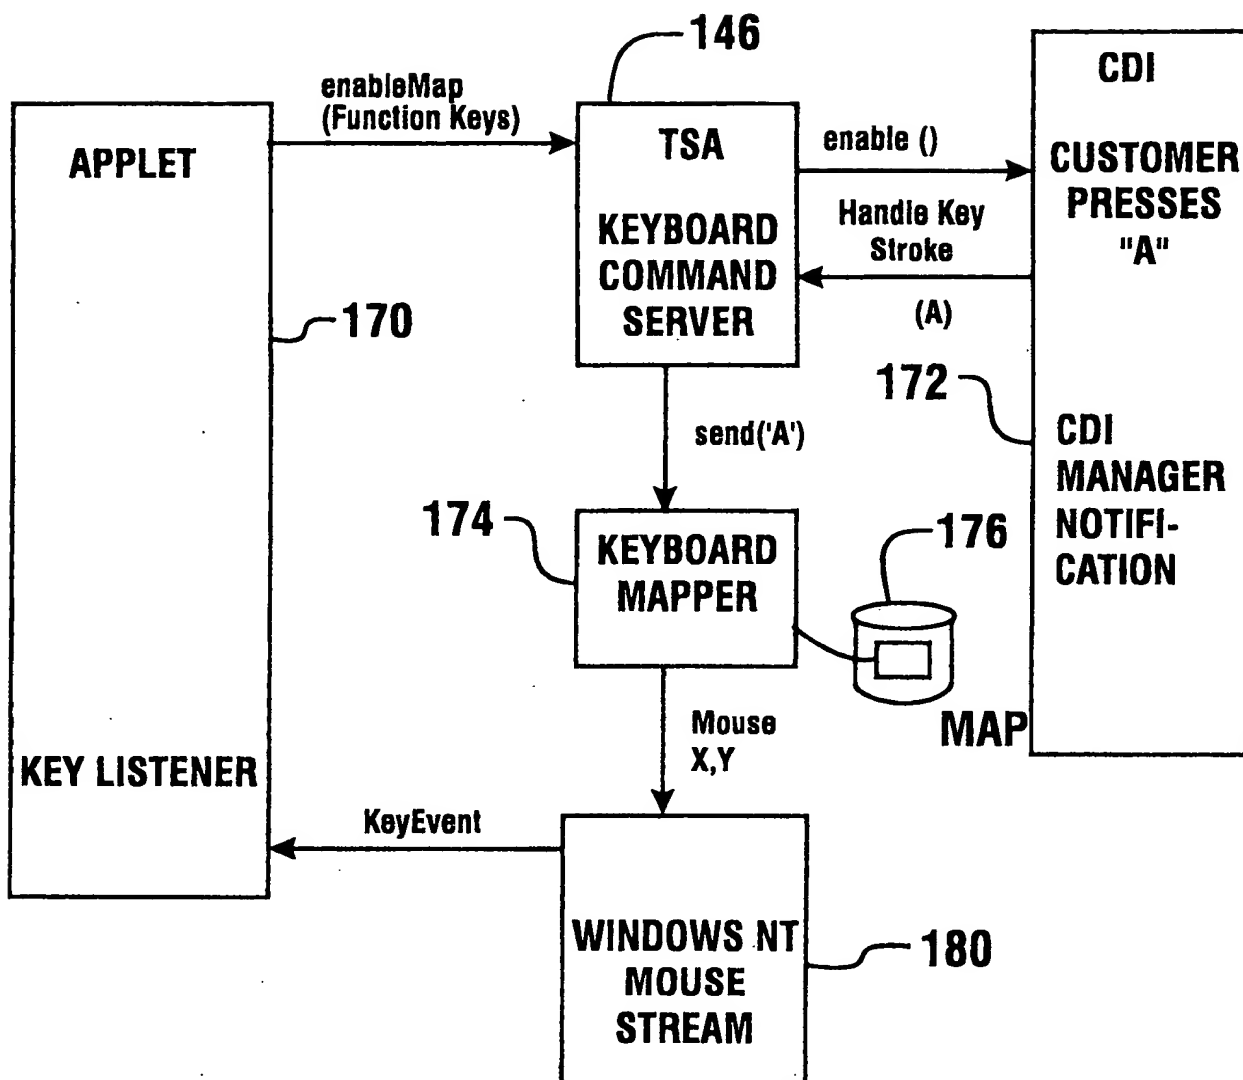 146
CDI
enableMap
(Function Keys)
APPLET
TSA
enable ()
CUSTOMER
PRESSES
"A"
KEYBOARD
COMMAND
SERVER
Handle Key
Stroke
(A)
170
172
send('A')
CDI
MANAGER
NOTIFI-
CATION
174
KEYBOARD
MAPPER
176
MAP
Mouse
X,Y
KEY LISTENER
KeyEvent
WINDOWS NT
MOUSE
STREAM
180